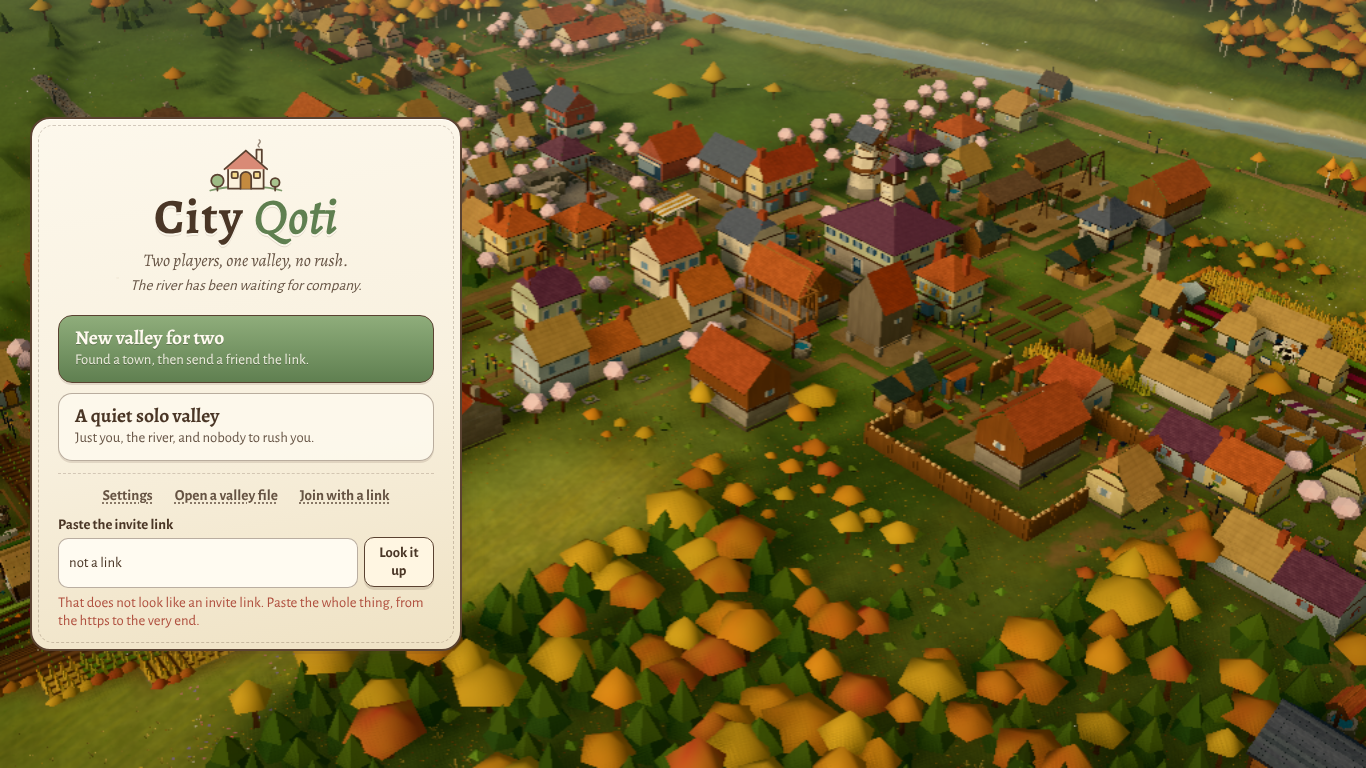 City Qoti
Two players, one valley, no rush.
The river has been waiting for company.
New valley for two
Found a town, then send a friend the link.
A quiet solo valley
Just you, the river, and nobody to rush you.
Settings Open a valley file Join with a link
Paste the invite link
not a link
Look it
up
That does not look like an invite link. Paste the whole thing, from
the https to the very end.